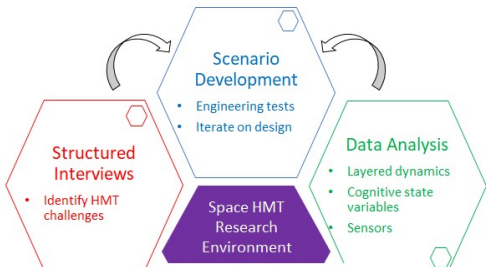 Scenario
Development
• Engineering tests
• Iterate on design
Structured
Interviews
• Identify HMT
challenges
Data Analysis
• Layered dynamics
• Cognitive state
variables
• Sensors
Space HMT
Research
Environment